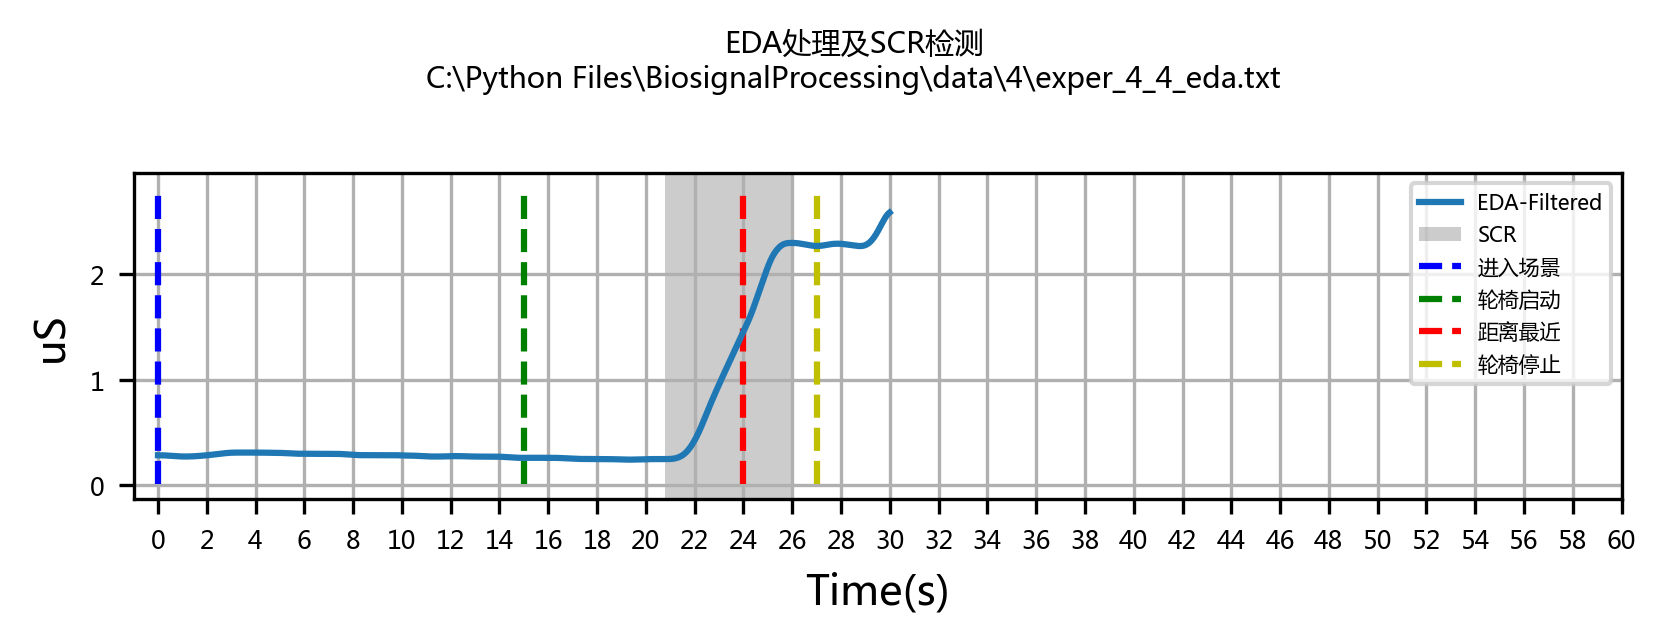 EDA处理及SCR检测
C:\Python Files\BiosignalProcessing\data\4\exper_4_4_eda.txt
EDA-Filtered
SCR
进入场景
轮椅启动
距离最近
轮椅停止
uS
2
1
0
0 2 4 6 8 10 12 14 16 18 20 22 24 26 28 30 32 34 36 38 40 42 44 46 48 50 52 54 56 58 60
Time(s)